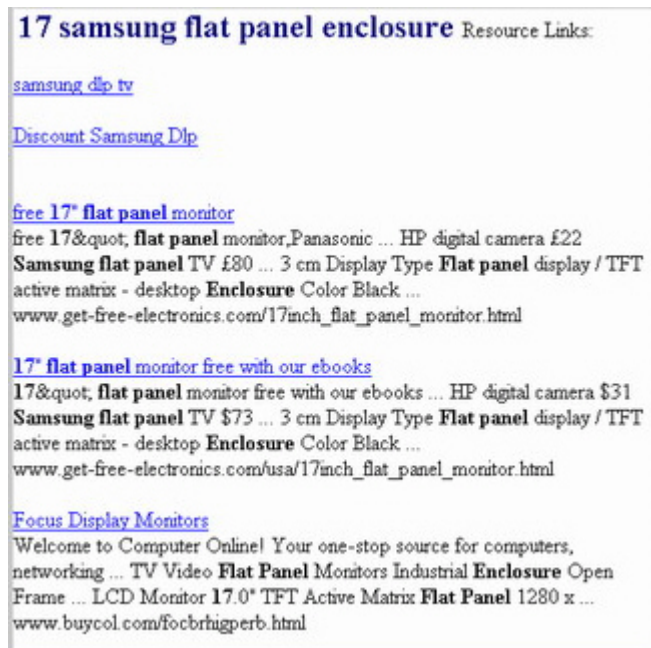 17 samsung flat panel enclosure Resource Links:
samsung dlp tv
Discount Samsung Dlp
free 17" flat panel monitor
free 17&quot; flat panel monitor,Panasonic ... HP digital camera £22
Samsung flat panel TV £80 ... 3 cm Display Type Flat panel display / TFT
active matrix - desktop Enclosure Color Black ...
www.get-free-electronics.com/17inch_flat_panel_monitor.html
17" flat panel monitor free with our ebooks
17&quot; flat panel monitor free with our ebooks ... HP digital camera $31
Samsung flat panel TV $73 ... 3 cm Display Type Flat panel display / TFT
active matrix - desktop Enclosure Color Black ...
www.get-free-electronics.com/usa/17inch_flat_panel_monitor.html
Focus Display Monitors
Welcome to Computer Online! Your one-stop source for computers,
networking ... TV Video Flat Panel Monitors Industrial Enclosure Open
Frame ... LCD Monitor 17.0" TFT Active Matrix Flat Panel 1280 x ...
www.buycol.com/focbrhigperb.html